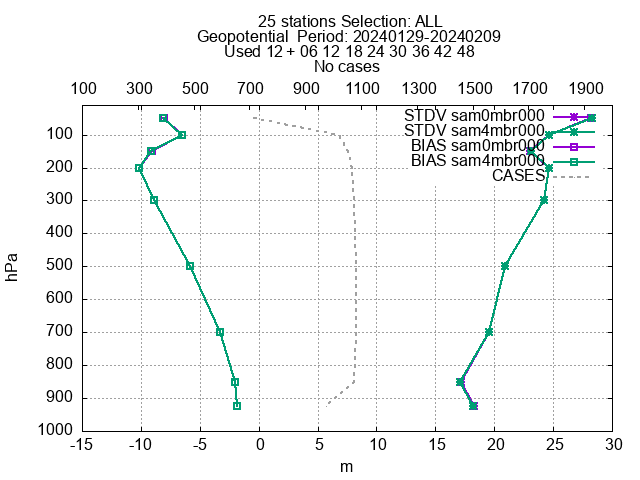 25 stations Selection: ALL
Geopotential Period: 20240129-20240209
Used 12 + 06 12 18 24 30 36 42 48
No cases
100 300 500 700 900 1100 1300 1500 1700 1900
STDV sam0mbr000
STDV sam4mbr000
BIAS sam0mbr000
BIAS sam4mbr000
CASES
100
200
300
400
500
600
700
800
900
1000
hPa
-15 -10 -5 0 5 10 15 20 25 30
m